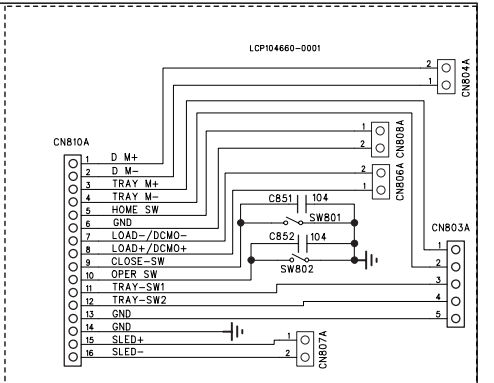 LCP104660-0001
2
1
CN804A
CN810A
1 D M+
2 D M-
3 TRAY M+
4 TRAY M-
5 HOME SW
6 GND
7 LOAD-/DCMO-
8 LOAD+/DCMO+
9 CLOSE-SW
10 OPER SW
11 TRAY-SW1
12 TRAY-SW2
13 GND
14 GND
15 SLED+
16 SLED-
1
2
CN808A
2
1
CN806A
C851 104
SW801
C852 104
SW802
CN803A
1
2
3
4
5
1
2
CN807A